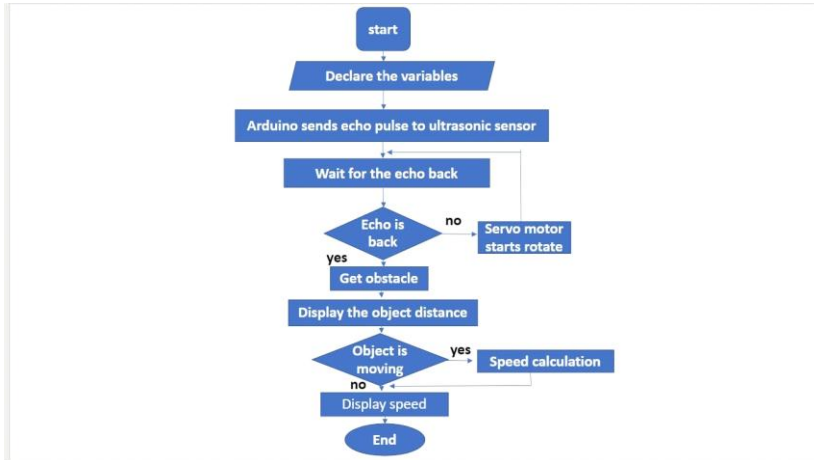 start
Declare the variables
Arduino sends echo pulse to ultrasonic sensor
Wait for the echo back
Echo is
back
no
Servo motor
starts rotate
yes
Get obstacle
Display the object distance
Object is
moving
yes
Speed calculation
no
Display speed
End